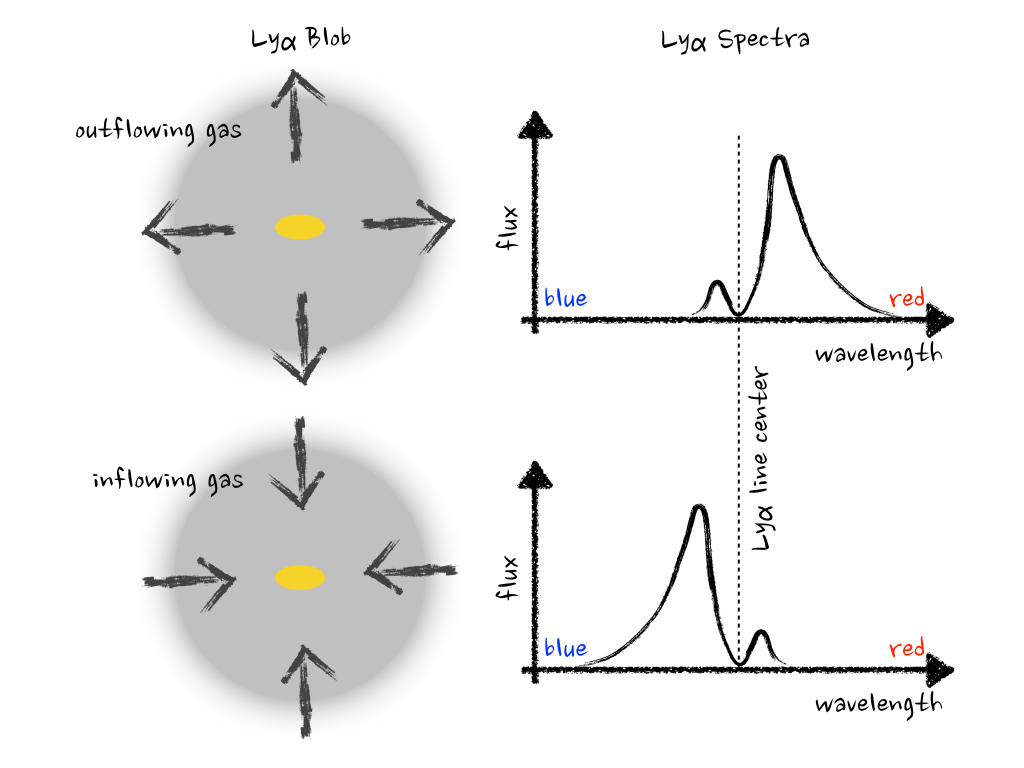 Lyα Blob
Lyα Spectra
outflowing gas
flux
blue
red
wavelength
Lyα line center
inflowing gas
flux
blue
red
wavelength